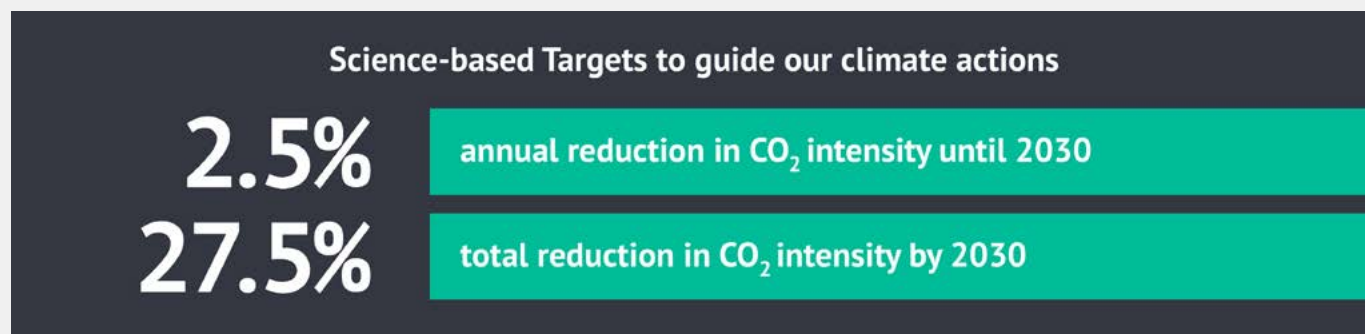 Science-based Targets to guide our climate actions
2.5%
annual reduction in CO₂ intensity until 2030
27.5%
total reduction in CO₂ intensity by 2030